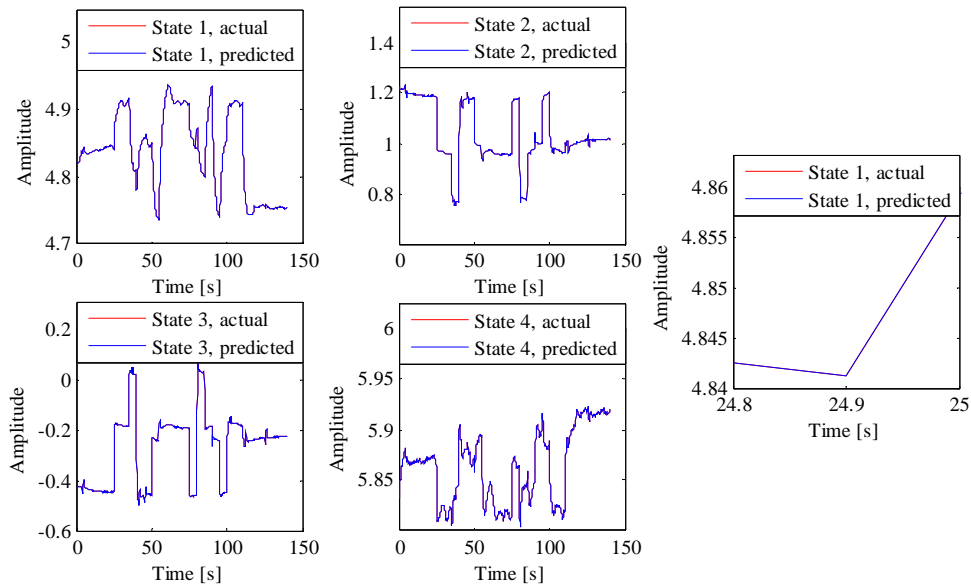 State 1, actual
State 1, predicted
5
4.9
4.8
4.7
Amplitude
0 50 100 150
Time [s]
State 2, actual
State 2, predicted
1.4
1.2
1
0.8
Amplitude
0 50 100 150
Time [s]
State 3, actual
State 3, predicted
0.2
0
-0.2
-0.4
-0.6
Amplitude
0 50 100 150
Time [s]
State 4, actual
State 4, predicted
6
5.95
5.9
5.85
Amplitude
0 50 100 150
Time [s]
State 1, actual
State 1, predicted
4.86
4.855
4.85
4.845
4.84
Amplitude
24.8 24.9 25
Time [s]